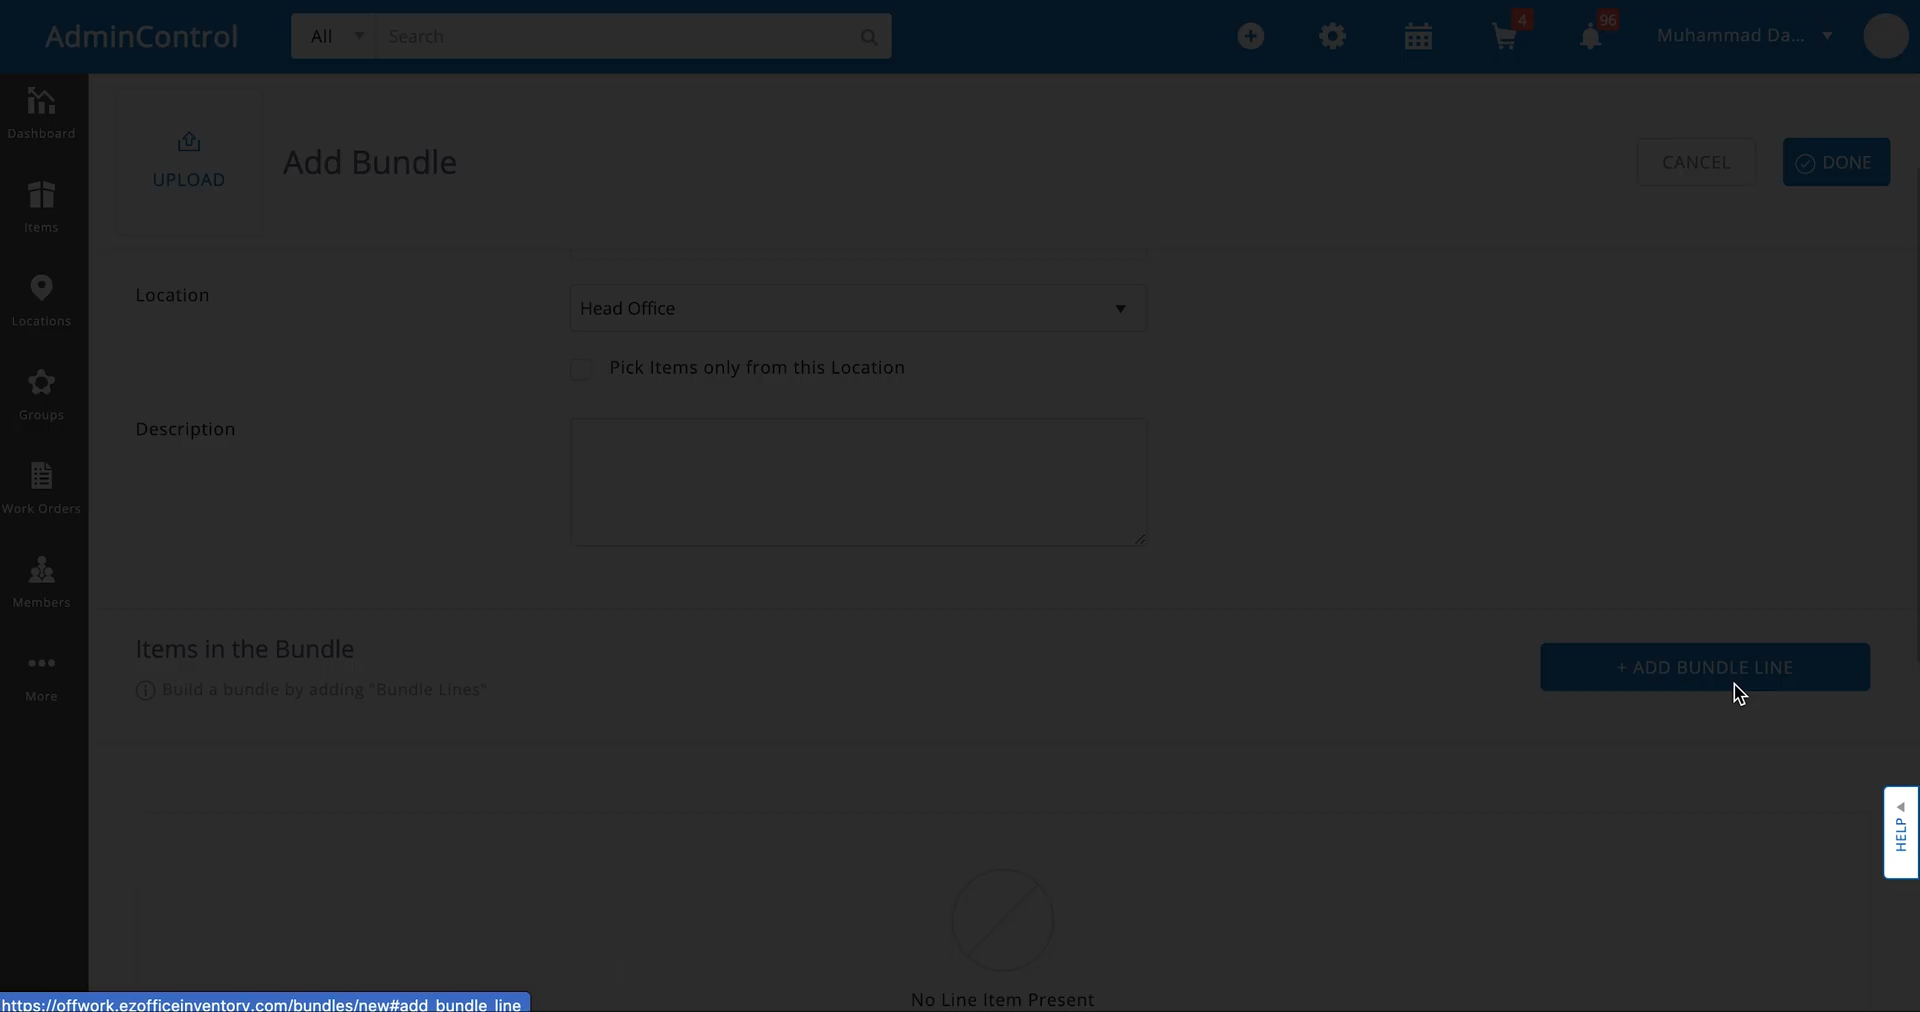 AdminControl
All
Search
4
96
Muhammad Da...
Dashboard
Items
Locations
Groups
Work Orders
Members
More
UPLOAD
Add Bundle
CANCEL
DONE
Location
Head Office
Pick Items only from this Location
Description
Items in the Bundle
Build a bundle by adding "Bundle Lines"
+ ADD BUNDLE LINE
HELP
No Line Item Present
https://offwork.ezofficeinventory.com/bundles/new#add_bundle_line